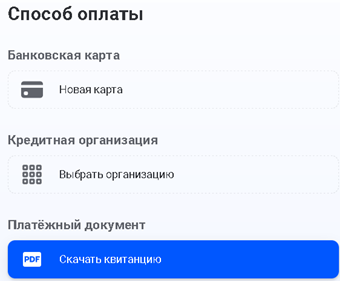 Способ оплаты
Банковская карта
Новая карта
Кредитная организация
Выбрать организацию
Платёжный документ
PDF Скачать квитанцию